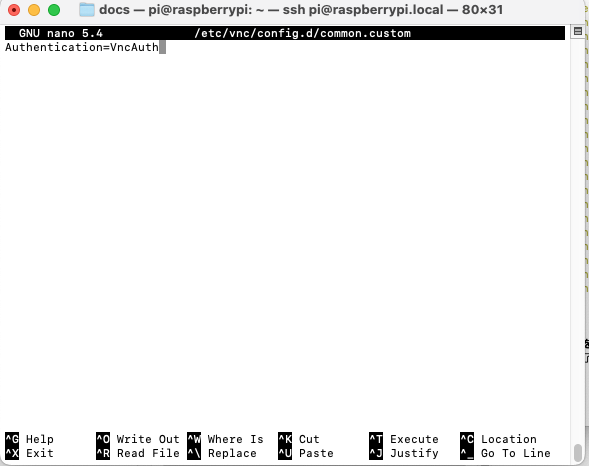 docs — pi@raspberrypi: ~ — ssh pi@raspberrypi.local — 80×31
GNU nano 5.4 /etc/vnc/config.d/common.custom
Authentication=VncAuth
^G Help ^O Write Out ^W Where Is ^K Cut ^T Execute ^C Location
^X Exit ^R Read File ^\ Replace ^U Paste ^J Justify ^_ Go To Line